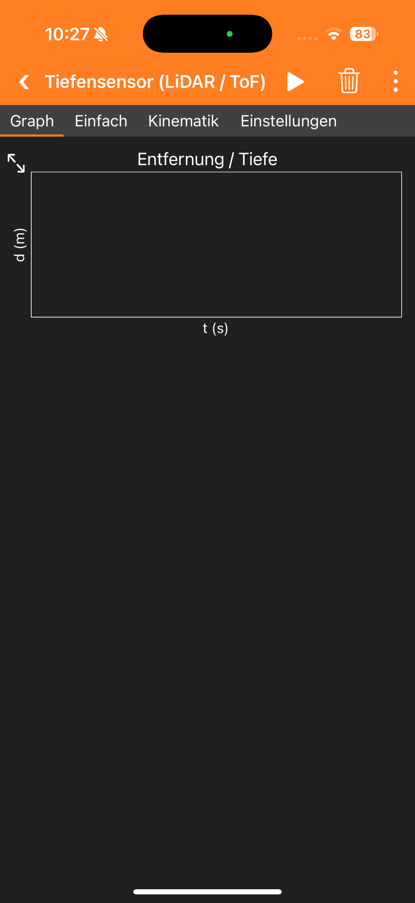 10:27
83
Tiefensensor (LiDAR / ToF)
Graph Einfach Kinematik Einstellungen
Entfernung / Tiefe
d (m)
t (s)